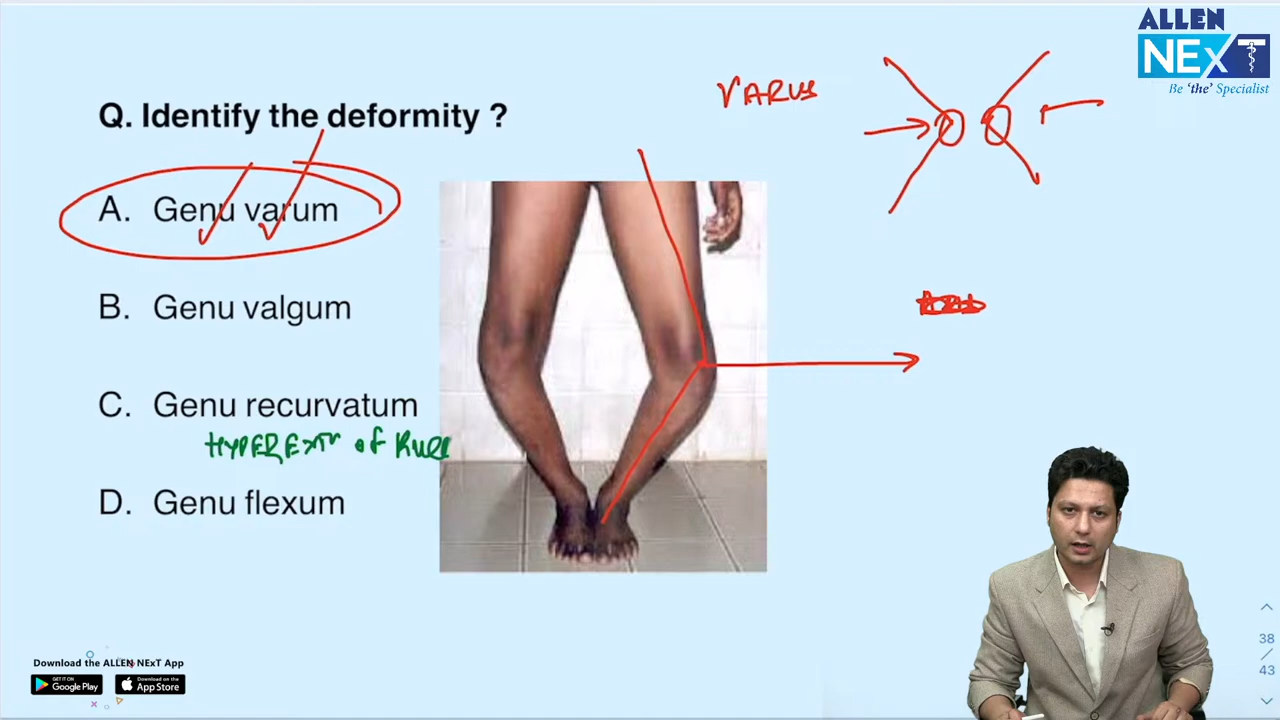 ALLEN
NEXT
Be 'the' Specialist
VARUS
Q. Identify the deformity ?
A. Genu varum
B. Genu valgum
C. Genu recurvatum
HYPEREXTn of KNEE
D. Genu flexum
Download the ALLEN NExT App
GET IT ON
Google Play
Download on the
App Store
38
/
43